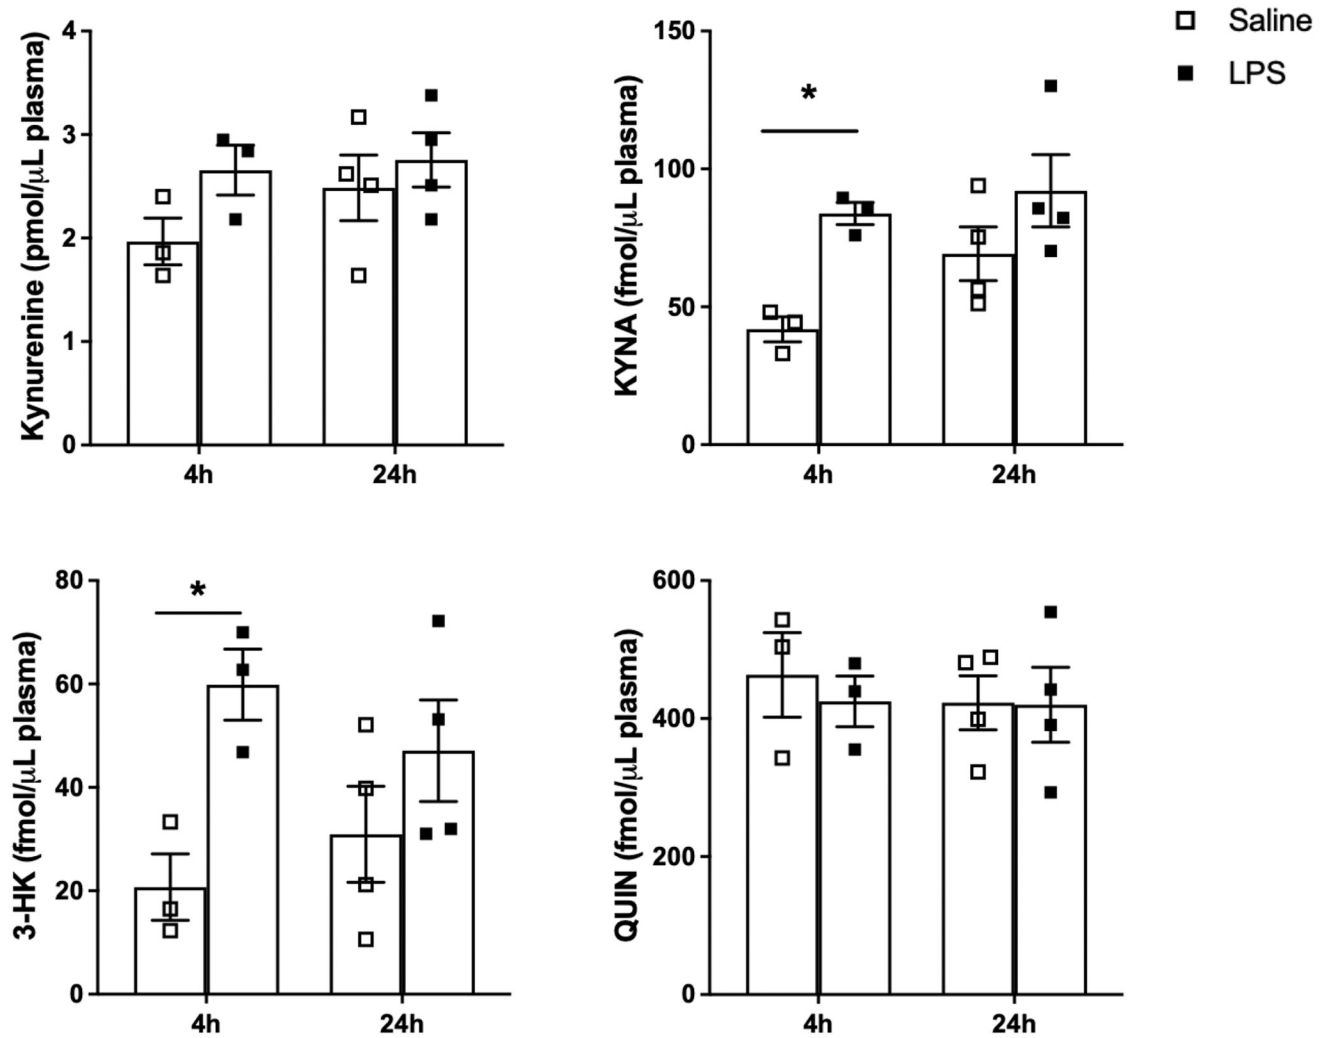 Kynurenine (pmol/μL plasma)
4
3
2
1
0
4h
24h
KYNA (fmol/μL plasma)
150
100
50
0
*
4h
24h
Saline
LPS
3-HK (fmol/μL plasma)
80
60
40
20
0
*
4h
24h
QUIN (fmol/μL plasma)
600
400
200
0
4h
24h